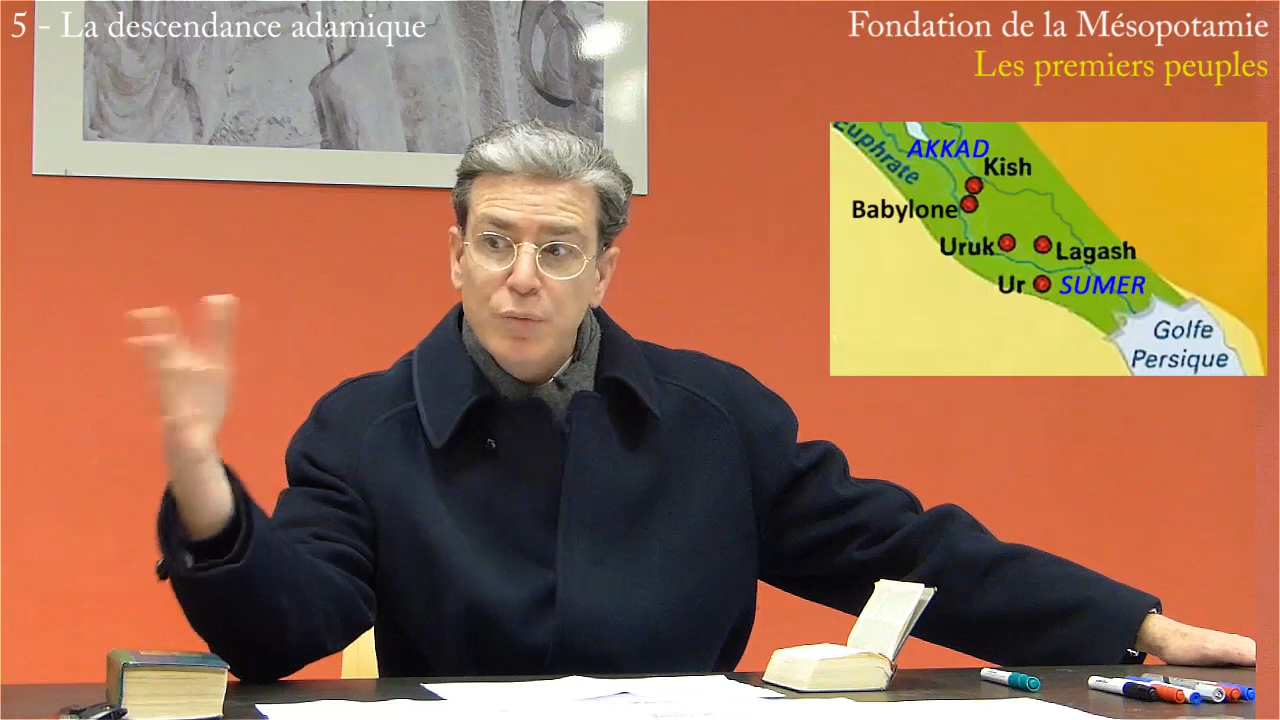 5 - La descendance adamique
Fondation de la Mésopotamie
Les premiers peuples
Euphrate
AKKAD
Kish
Babylone
Uruk
Lagash
Ur
SUMER
Golfe
Persique